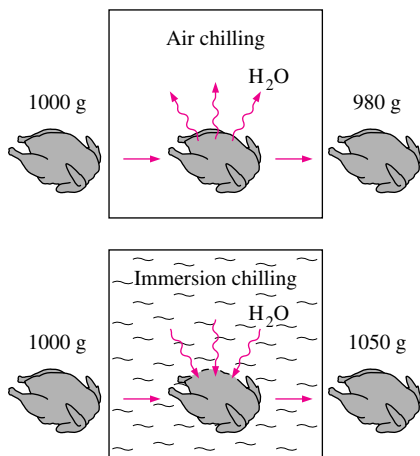 Air chilling
H₂O
1000 g
980 g
Immersion chilling
H₂O
1000 g
1050 g